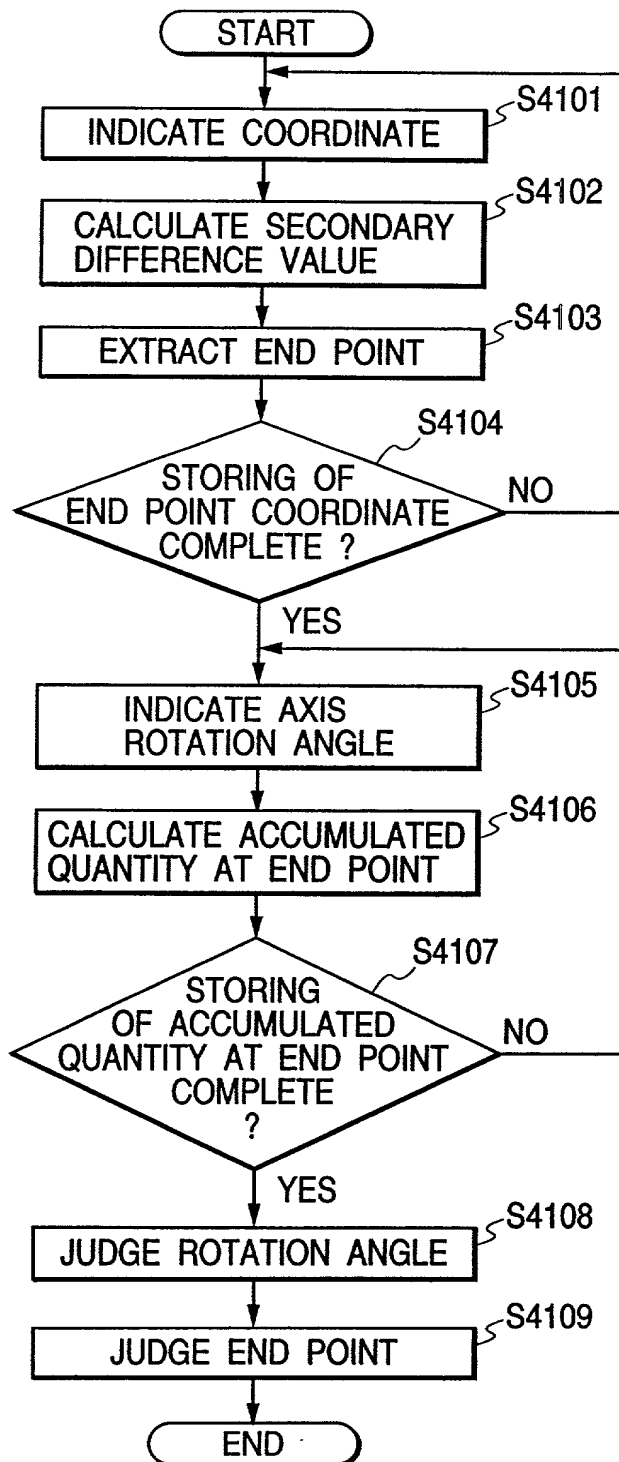 START
S4101
INDICATE COORDINATE
S4102
CALCULATE SECONDARY
DIFFERENCE VALUE
S4103
EXTRACT END POINT
S4104
STORING OF
END POINT COORDINATE
COMPLETE ?
NO
YES
S4105
INDICATE AXIS
ROTATION ANGLE
S4106
CALCULATE ACCUMULATED
QUANTITY AT END POINT
S4107
STORING
OF ACCUMULATED
QUANTITY AT END POINT
COMPLETE
?
NO
YES
S4108
JUDGE ROTATION ANGLE
S4109
JUDGE END POINT
END